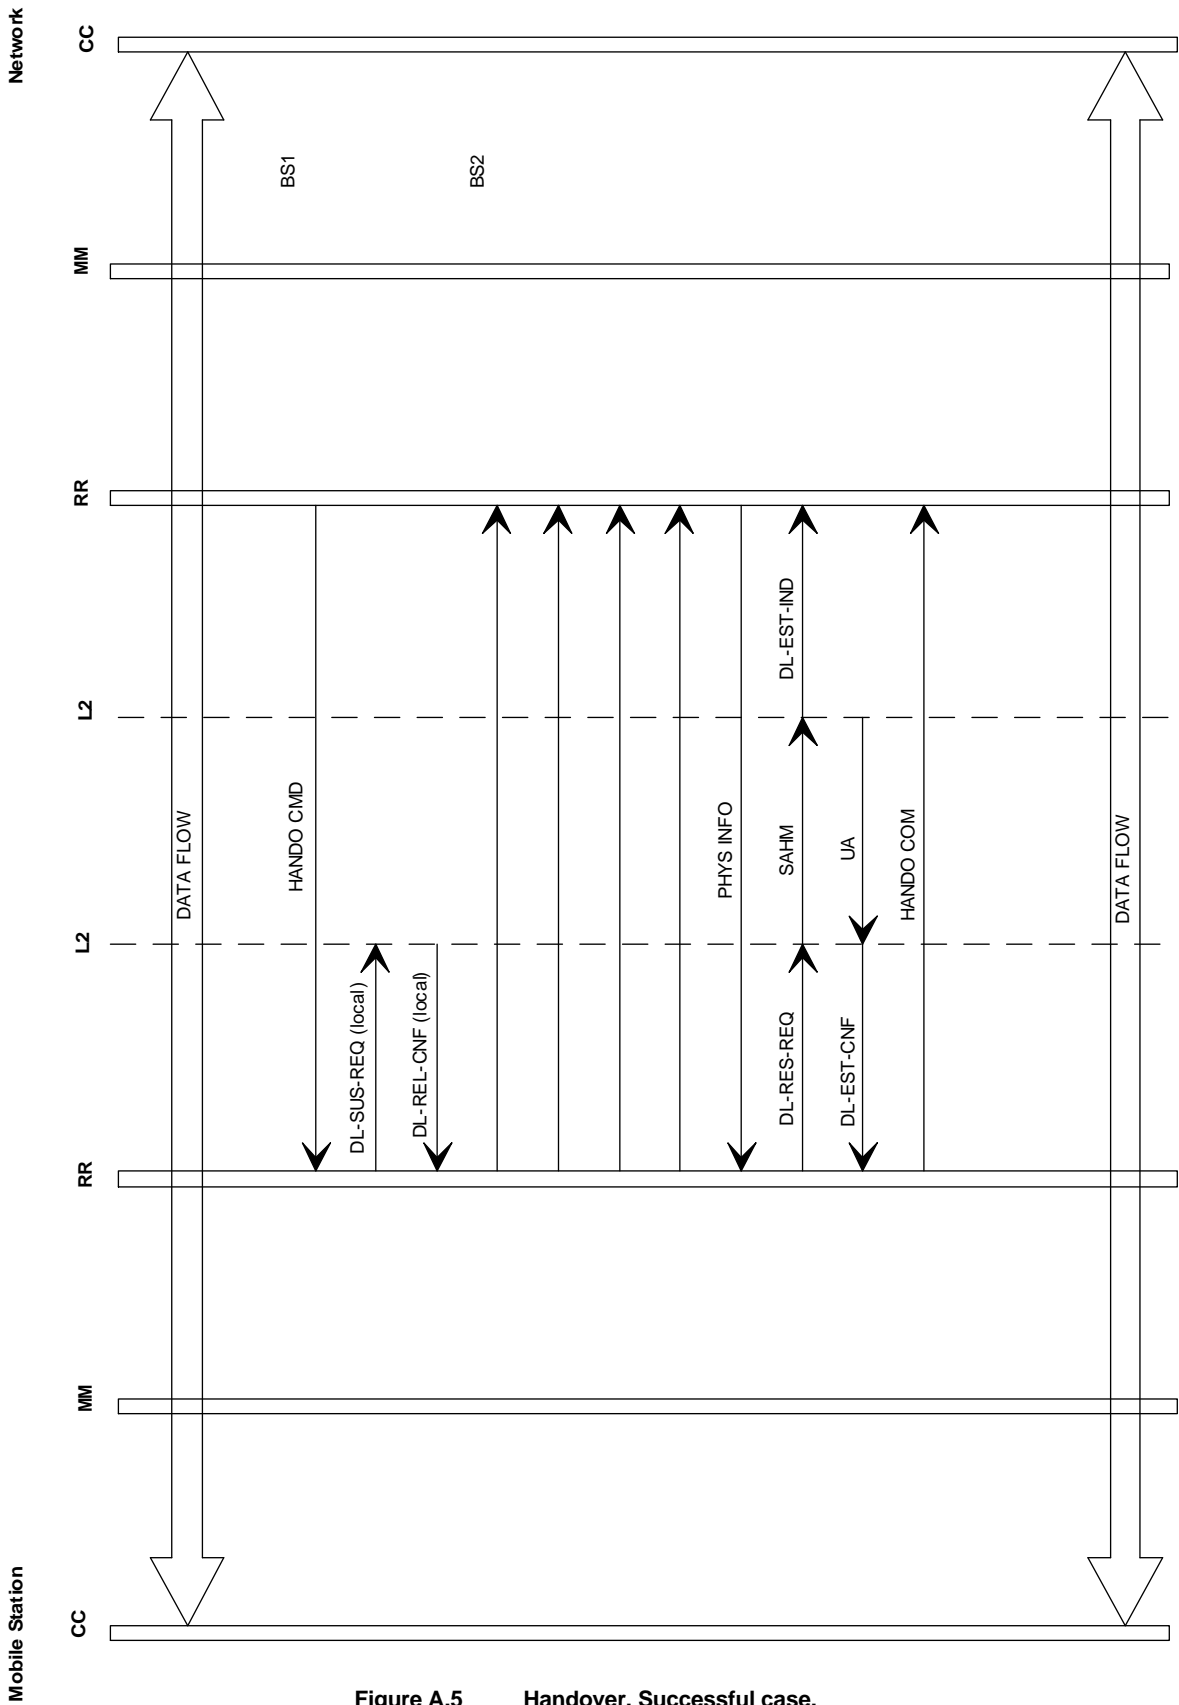 Mobile Station
Network
CC
MM
RR
L2
L2
RR
MM
CC
DATA FLOW
BS1
HANDO CMD
DL-SUS-REQ (local)
DL-REL-CNF (local)
BS2
PHYS INFO
DL-RES-REQ
SAHM
DL-EST-IND
DL-EST-CNF
UA
HANDO COM
DATA FLOW
Figure A.5 Handover. Successful case.